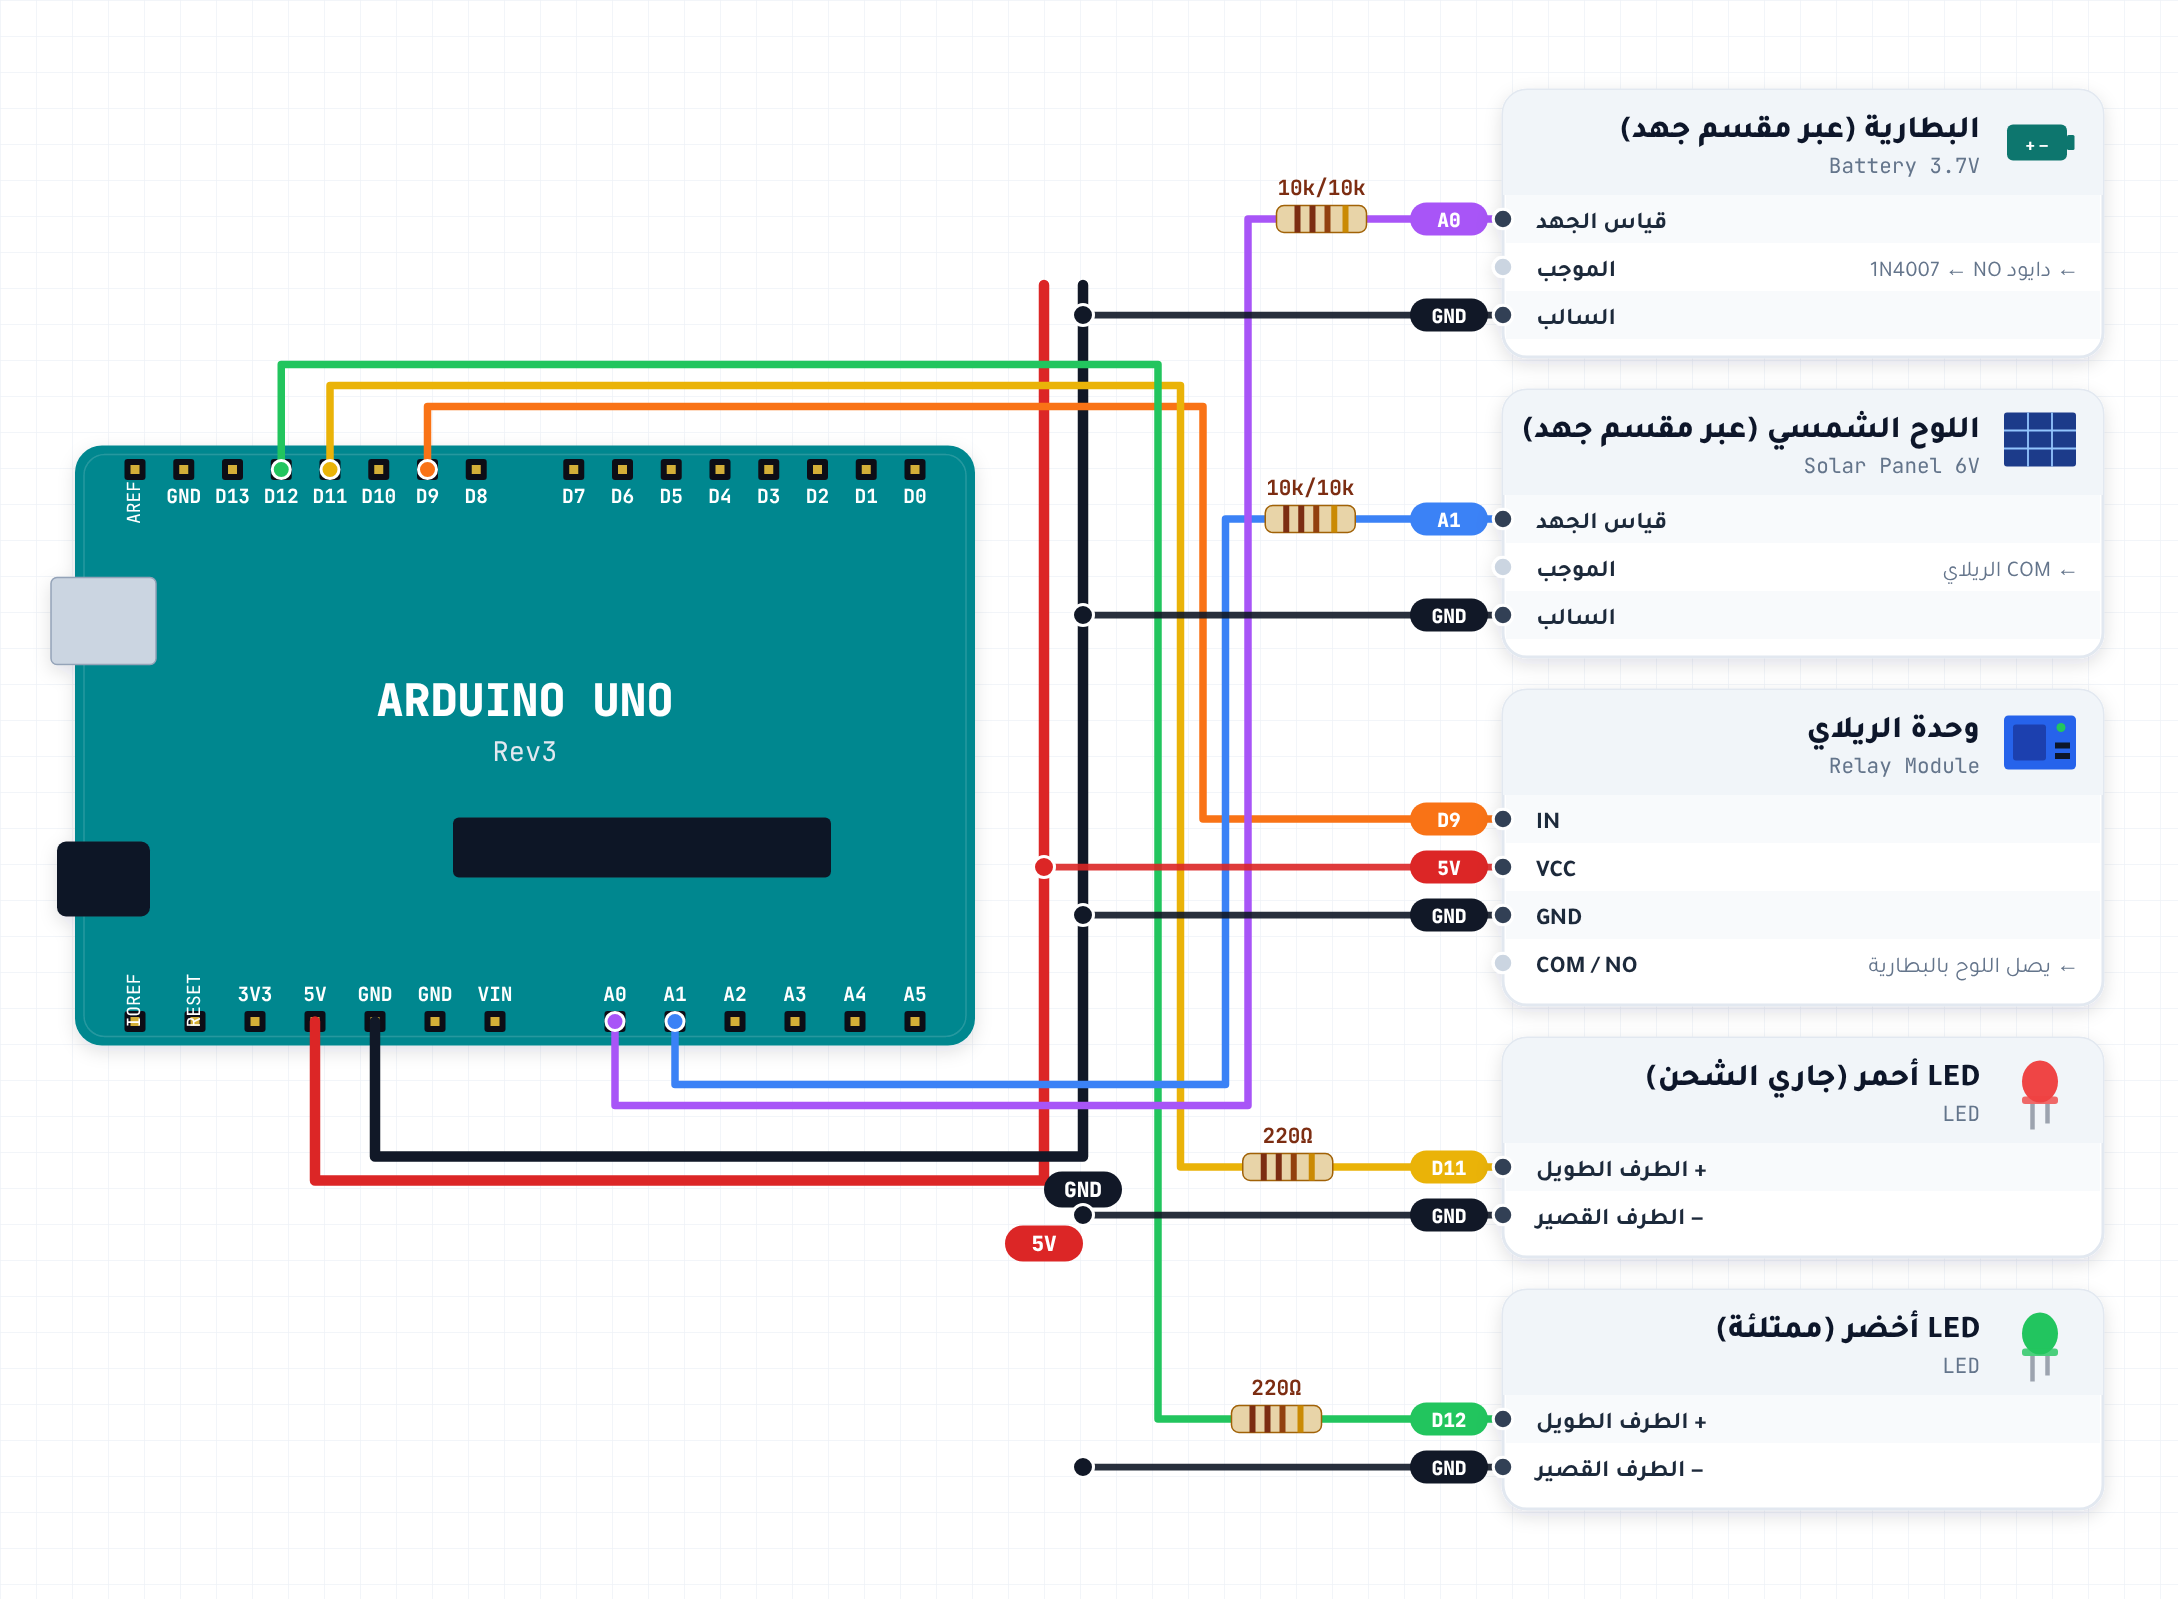 البطارية (عبر مقسم جهد)
Battery 3.7V
+ −
10k/10k
A0
قياس الجهد
الموجب
← دايود 1N4007 ← NO
GND
السالب
اللوح الشمسي (عبر مقسم جهد)
Solar Panel 6V
10k/10k
A1
قياس الجهد
الموجب
← COM الريلاي
GND
السالب
وحدة الريلاي
Relay Module
D9
IN
5V
VCC
GND
GND
COM / NO
← يصل اللوح بالبطارية
LED أحمر (جاري الشحن)
LED
220Ω
D11
+ الطرف الطويل
GND
− الطرف القصير
LED أخضر (ممتلئة)
LED
220Ω
D12
+ الطرف الطويل
GND
− الطرف القصير
AREF GND D13 D12 D11 D10 D9 D8 D7 D6 D5 D4 D3 D2 D1 D0
ARDUINO UNO
Rev3
IOREF RESET 3V3 5V GND GND VIN A0 A1 A2 A3 A4 A5
GND
5V